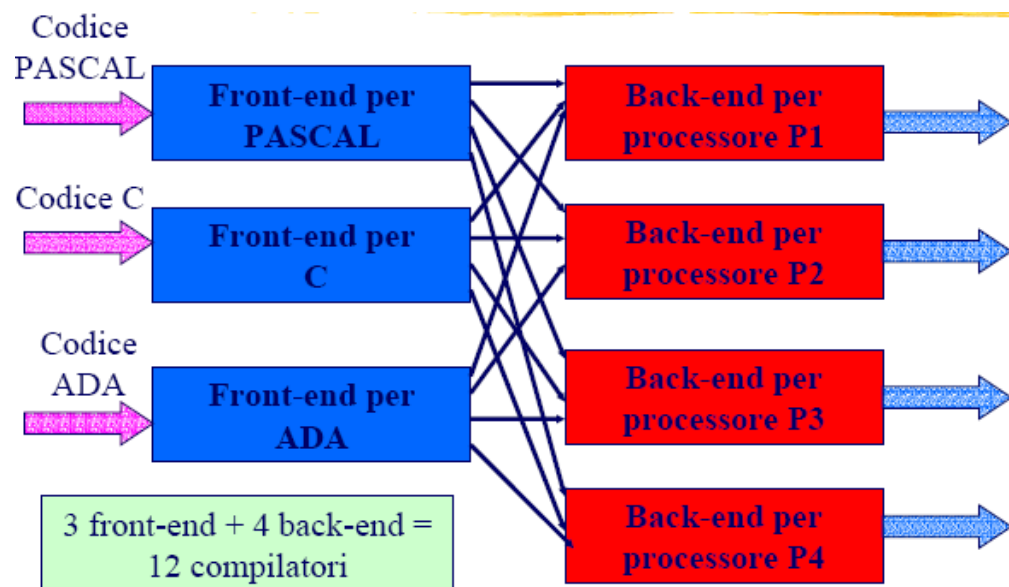 Codice
PASCAL
Front-end per
PASCAL
Back-end per
processore P1
Codice C
Front-end per
C
Back-end per
processore P2
Codice
ADA
Front-end per
ADA
Back-end per
processore P3
3 front-end + 4 back-end =
12 compilatori
Back-end per
processore P4